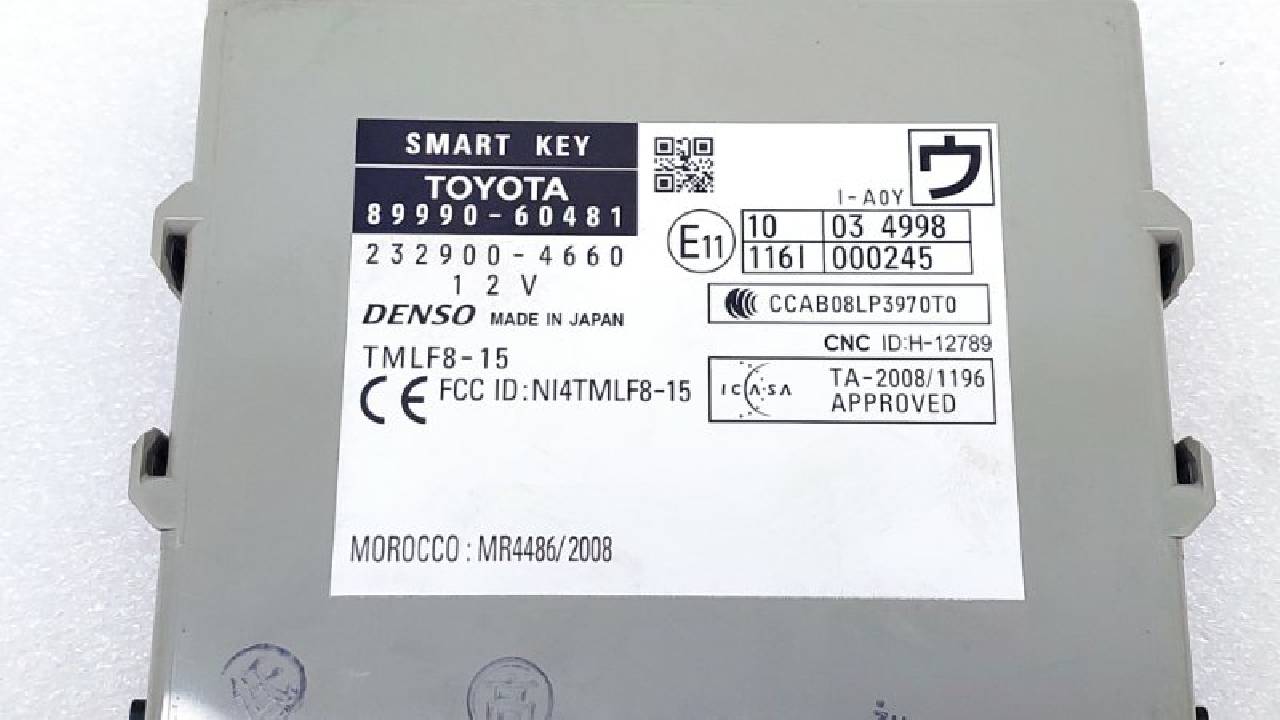 SMART KEY
TOYOTA
89990-60481
232900-4660
12V
DENSO MADE IN JAPAN
TMLF8-15
CE FCC ID:NI4TMLF8-15
ウ
I-A0Y
E11
10 03 4998
116I 000245
CCAB08LP3970T0
CNC ID:H-12789
ICASA TA-2008/1196
APPROVED
MOROCCO : MR4486/2008